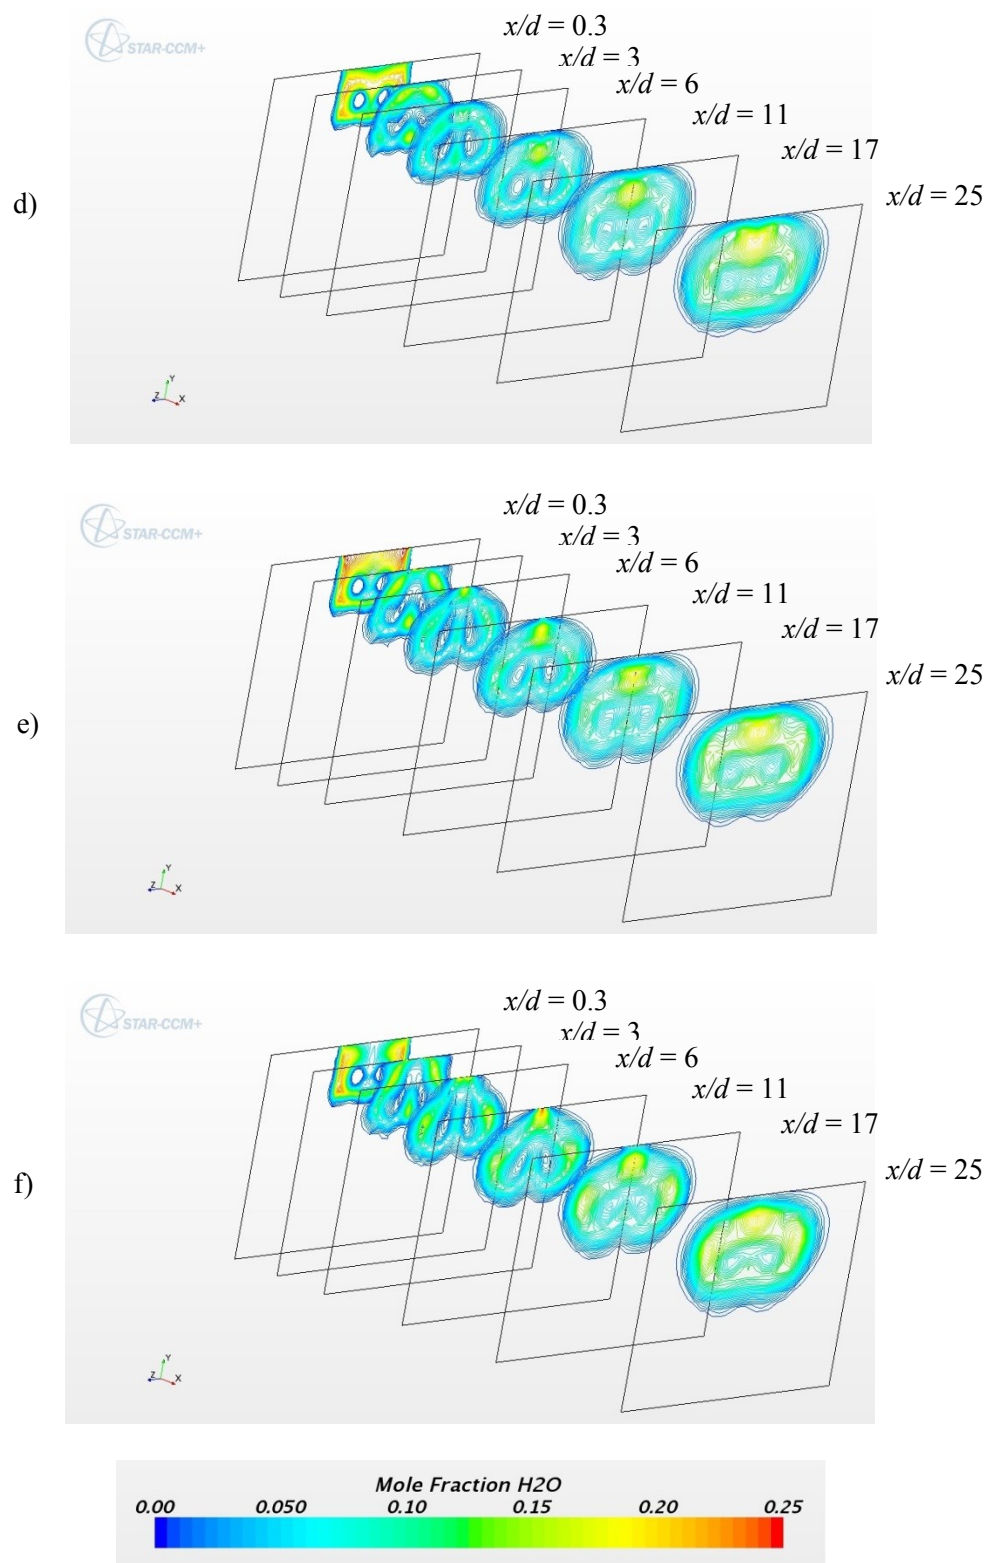 x/d = 0.3
STAR-CCM+
x/d = 3
x/d = 6
x/d = 11
x/d = 17
x/d = 25
d)
Y
Z X
x/d = 0.3
STAR-CCM+
x/d = 3
x/d = 6
x/d = 11
x/d = 17
x/d = 25
e)
Y
Z X
x/d = 0.3
STAR-CCM+
x/d = 3
x/d = 6
x/d = 11
x/d = 17
x/d = 25
f)
Y
Z X
Mole Fraction H2O
0.00 0.050 0.10 0.15 0.20 0.25